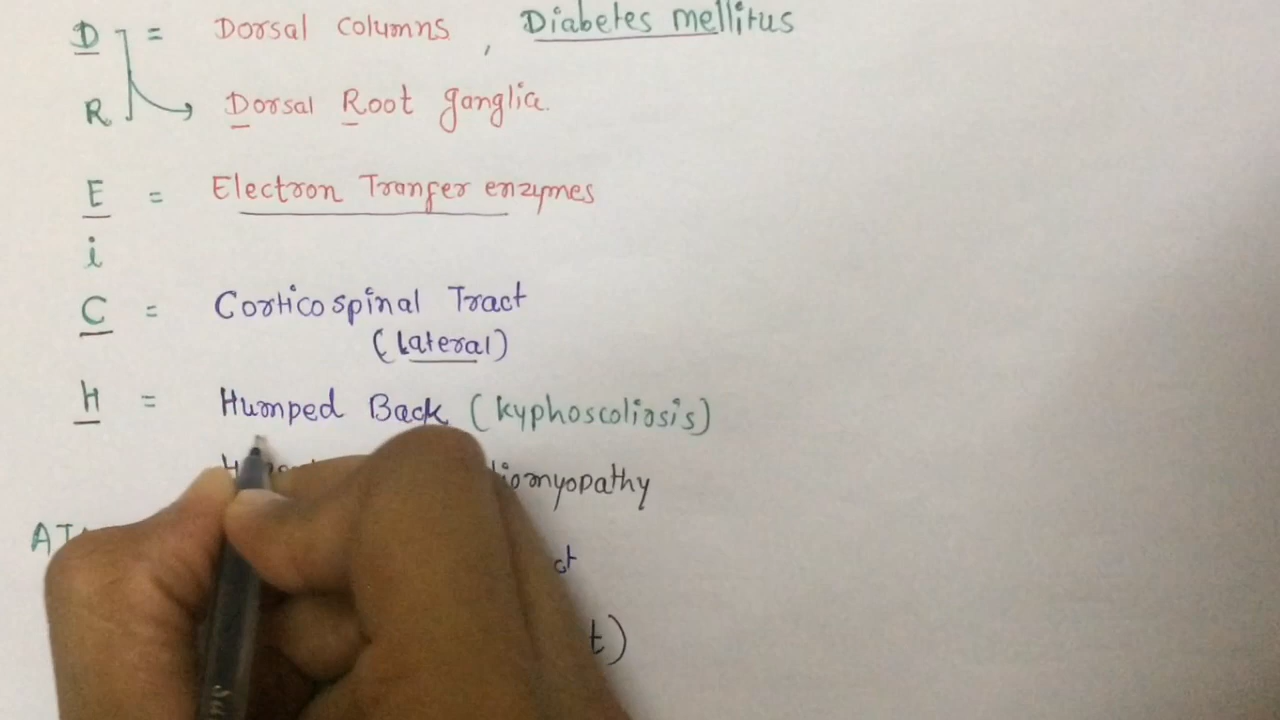 D = Dorsal columns , Diabetes mellitus
R Dorsal Root ganglia.
E = Electron Tranfer enzymes
i
C = Corticospinal Tract
(Lateral)
H = Humped Back (kyphoscoliosis)